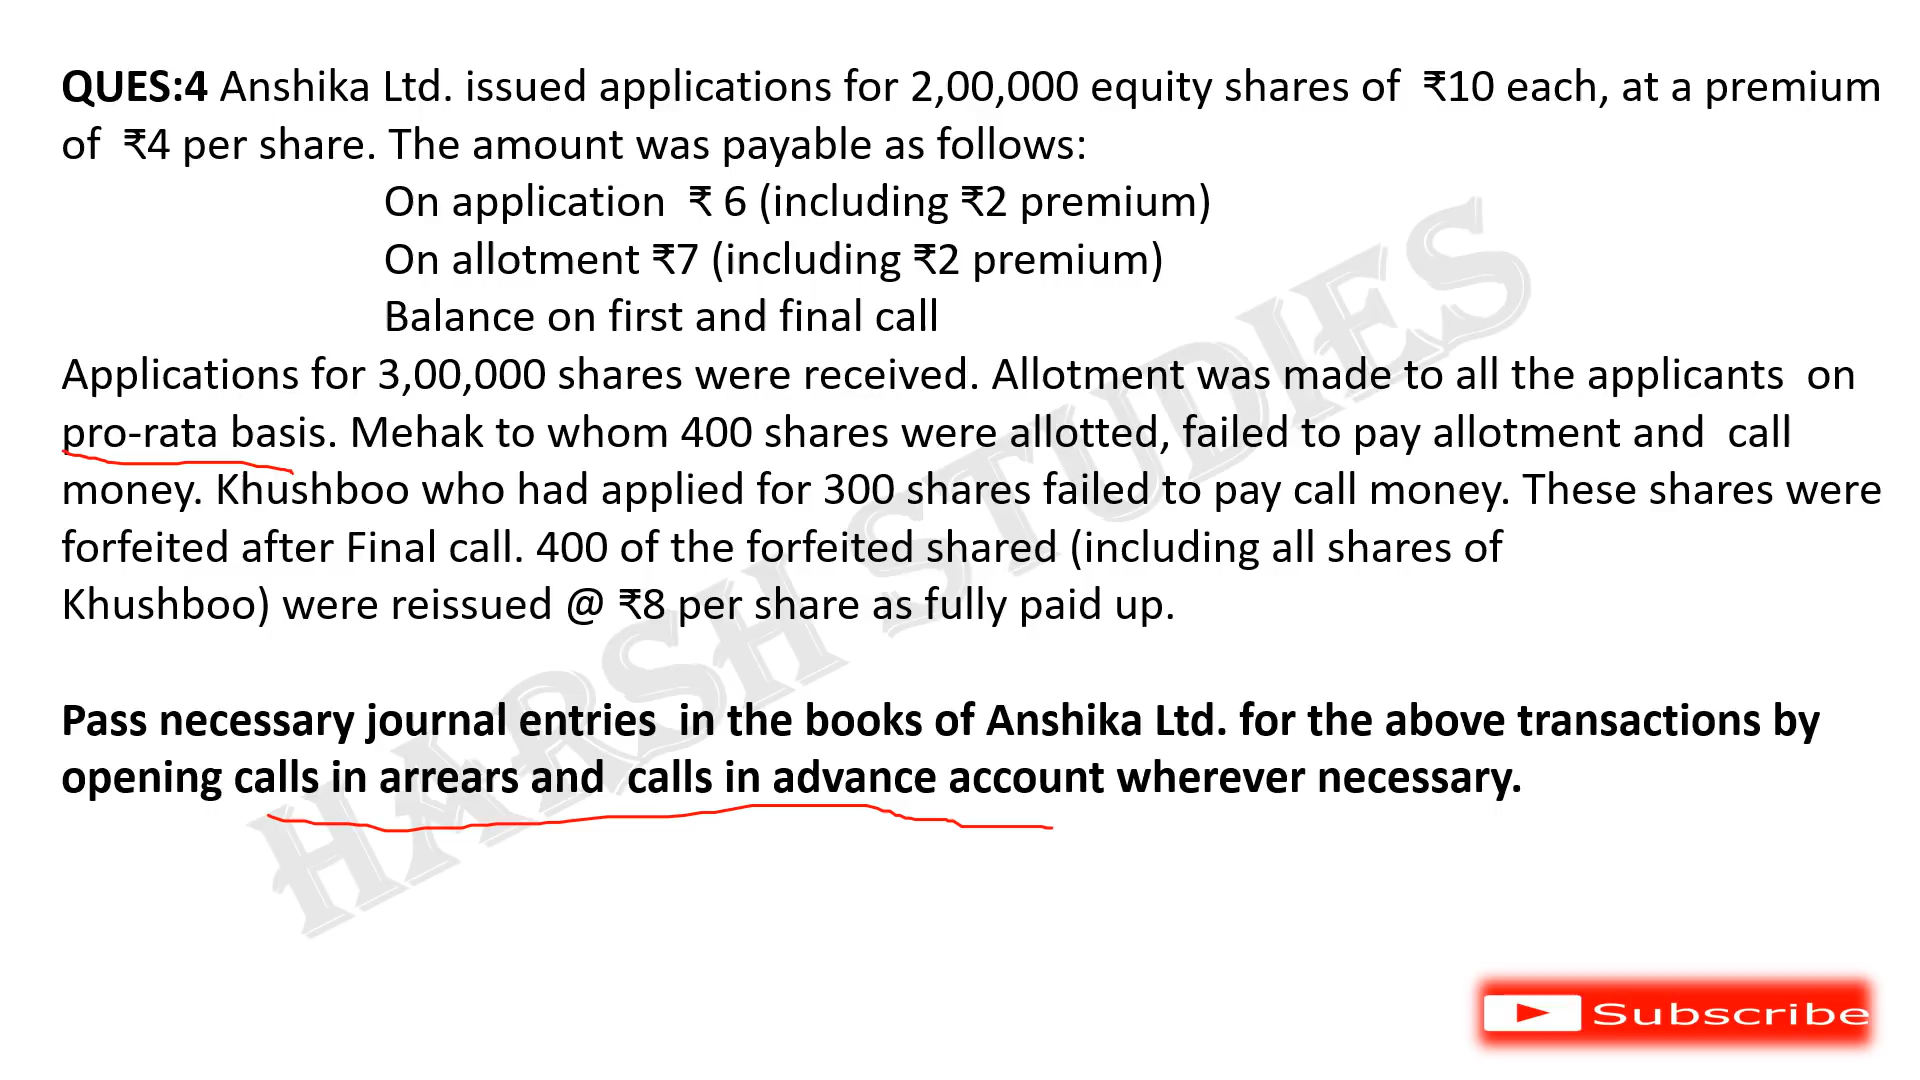 QUES:4 Anshika Ltd. issued applications for 2,00,000 equity shares of ₹10 each, at a premium
of ₹4 per share. The amount was payable as follows:
On application ₹ 6 (including ₹2 premium)
On allotment ₹7 (including ₹2 premium)
Balance on first and final call
Applications for 3,00,000 shares were received. Allotment was made to all the applicants on
pro-rata basis. Mehak to whom 400 shares were allotted, failed to pay allotment and call
money. Khushboo who had applied for 300 shares failed to pay call money. These shares were
forfeited after Final call. 400 of the forfeited shared (including all shares of
Khushboo) were reissued @ ₹8 per share as fully paid up.
Pass necessary journal entries in the books of Anshika Ltd. for the above transactions by
opening calls in arrears and calls in advance account wherever necessary.
HARSH STUDIES
Subscribe